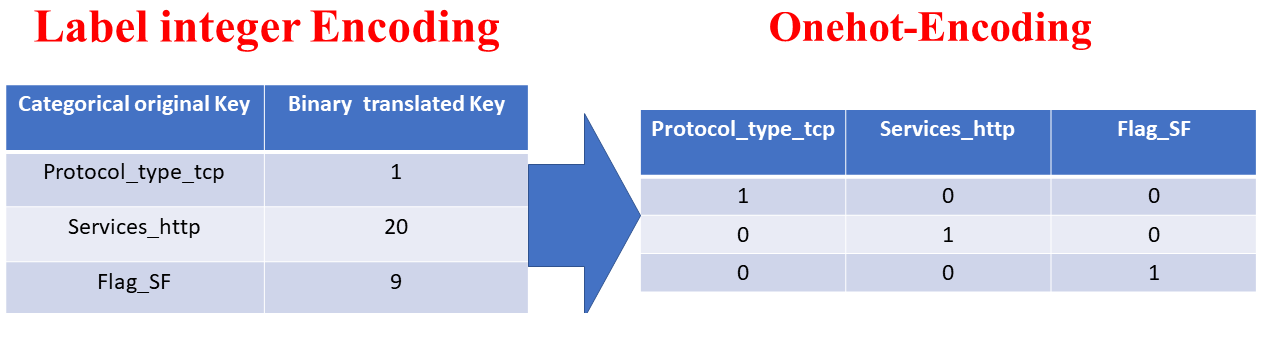 Label integer Encoding
Categorical original Key Binary translated Key
Protocol_type_tcp 1
Services_http 20
Flag_SF 9
Onehot-Encoding
Protocol_type_tcp Services_http Flag_SF
1 0 0
0 1 0
0 0 1